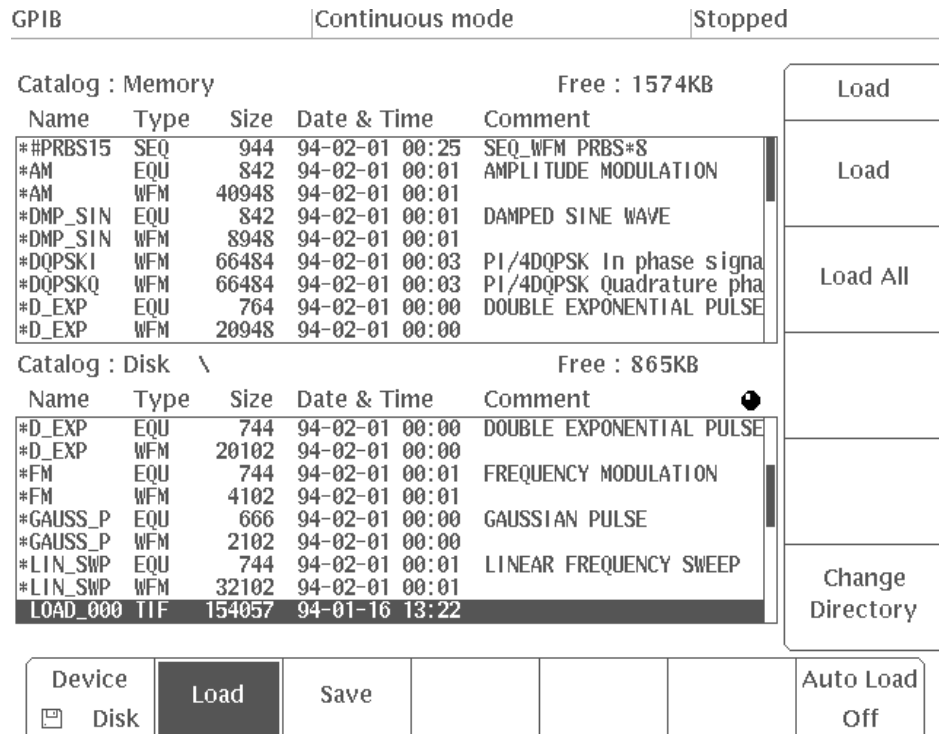 GPIB Continuous mode Stopped
Catalog : Memory Free : 1574KB
Name Type Size Date & Time Comment
*#PRBS15 SEQ 944 94-02-01 00:25 SEQ_WFM PRBS*8
*AM EQU 842 94-02-01 00:01 AMPLITUDE MODULATION
*AM WFM 40948 94-02-01 00:01
*DMP_SIN EQU 842 94-02-01 00:01 DAMPED SINE WAVE
*DMP_SIN WFM 8948 94-02-01 00:01
*DQPSKI WFM 66484 94-02-01 00:03 PI/4DQPSK In phase signa
*DQPSKQ WFM 66484 94-02-01 00:03 PI/4DQPSK Quadrature pha
*D_EXP EQU 764 94-02-01 00:00 DOUBLE EXPONENTIAL PULSE
*D_EXP WFM 20948 94-02-01 00:00
Catalog : Disk \ Free : 865KB
Name Type Size Date & Time Comment
*D_EXP EQU 744 94-02-01 00:00 DOUBLE EXPONENTIAL PULSE
*D_EXP WFM 20102 94-02-01 00:00
*FM EQU 744 94-02-01 00:01 FREQUENCY MODULATION
*FM WFM 4102 94-02-01 00:01
*GAUSS_P EQU 666 94-02-01 00:00 GAUSSIAN PULSE
*GAUSS_P WFM 2102 94-02-01 00:00
*LIN_SWP EQU 744 94-02-01 00:01 LINEAR FREQUENCY SWEEP
*LIN_SWP WFM 32102 94-02-01 00:01
LOAD_000 TIF 154057 94-01-16 13:22
Load
Load
Load All
Change
Directory
Device
Disk
Load
Save
Auto Load
Off